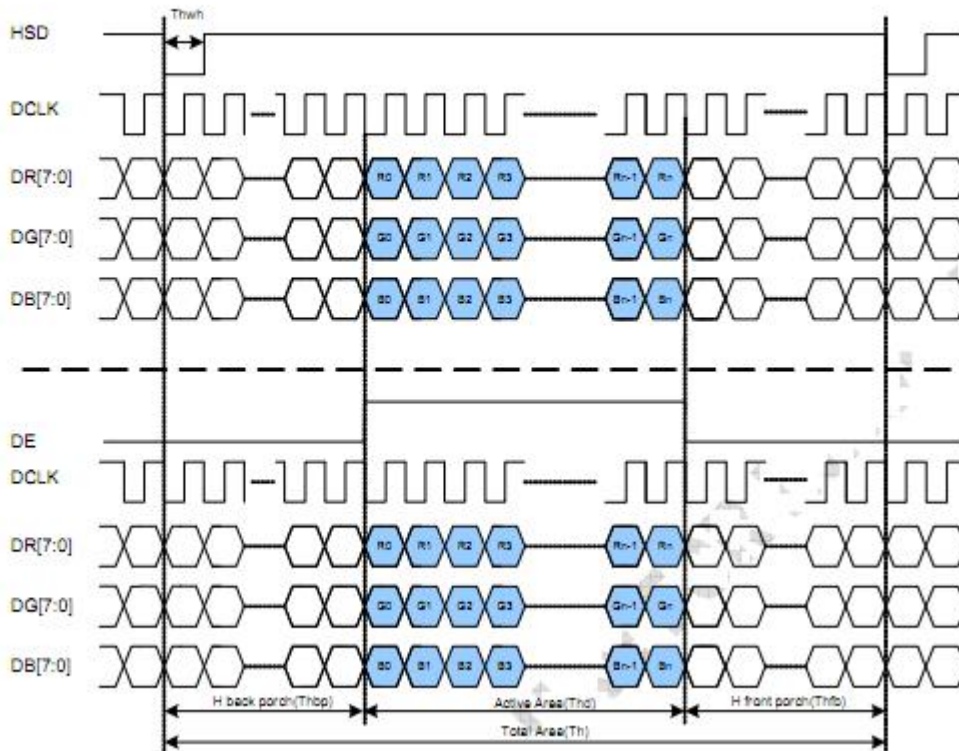 Thwh
HSD
DCLK
DR[7:0] R0 R1 R2 R3 Rn-1 Rn
DG[7:0] G0 G1 G2 G3 Gn-1 Gn
DB[7:0] B0 B1 B2 B3 Bn-1 Bn
DE
DCLK
DR[7:0] R0 R1 R2 R3 Rn-1 Rn
DG[7:0] G0 G1 G2 G3 Gn-1 Gn
DB[7:0] B0 B1 B2 B3 Bn-1 Bn
H back porch(Thbp) Active Area(Thd) H front porch(Thfp)
Total Area(Th)